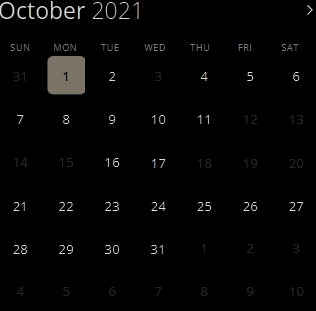 October 2021
SUN MON TUE WED THU FRI SAT
31 1 2 3 4 5 6
7 8 9 10 11 12 13
14 15 16 17 18 19 20
21 22 23 24 25 26 27
28 29 30 31 1 2 3
4 5 6 7 8 9 10